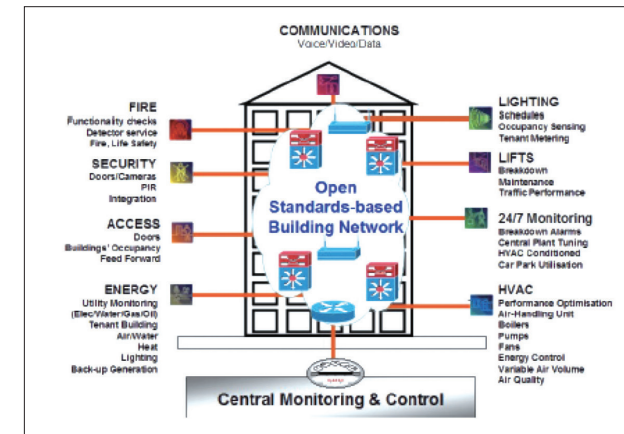 COMMUNICATIONS
Voice/Video/Data
FIRE
Functionality checks
Detector service
Fire, Life Safety
SECURITY
Doors/Cameras
PIR
Integration
ACCESS
Doors
Buildings' Occupancy
Feed Forward
ENERGY
Utility Monitoring
(Elec/Water/Gas/Oil)
Tenant Building
Air/Water
Heat
Lighting
Back-up Generation
Open
Standards-based
Building Network
LIGHTING
Schedules
Occupancy Sensing
Tenant Metering
LIFTS
Breakdown
Maintenance
Traffic Performance
24/7 Monitoring
Breakdown Alarms
Central Plant Tuning
HVAC Conditioned
Car Park Utilisation
HVAC
Performance Optimisation
Air-Handling Unit
Boilers
Pumps
Fans
Energy Control
Variable Air Volume
Air Quality
Central Monitoring & Control